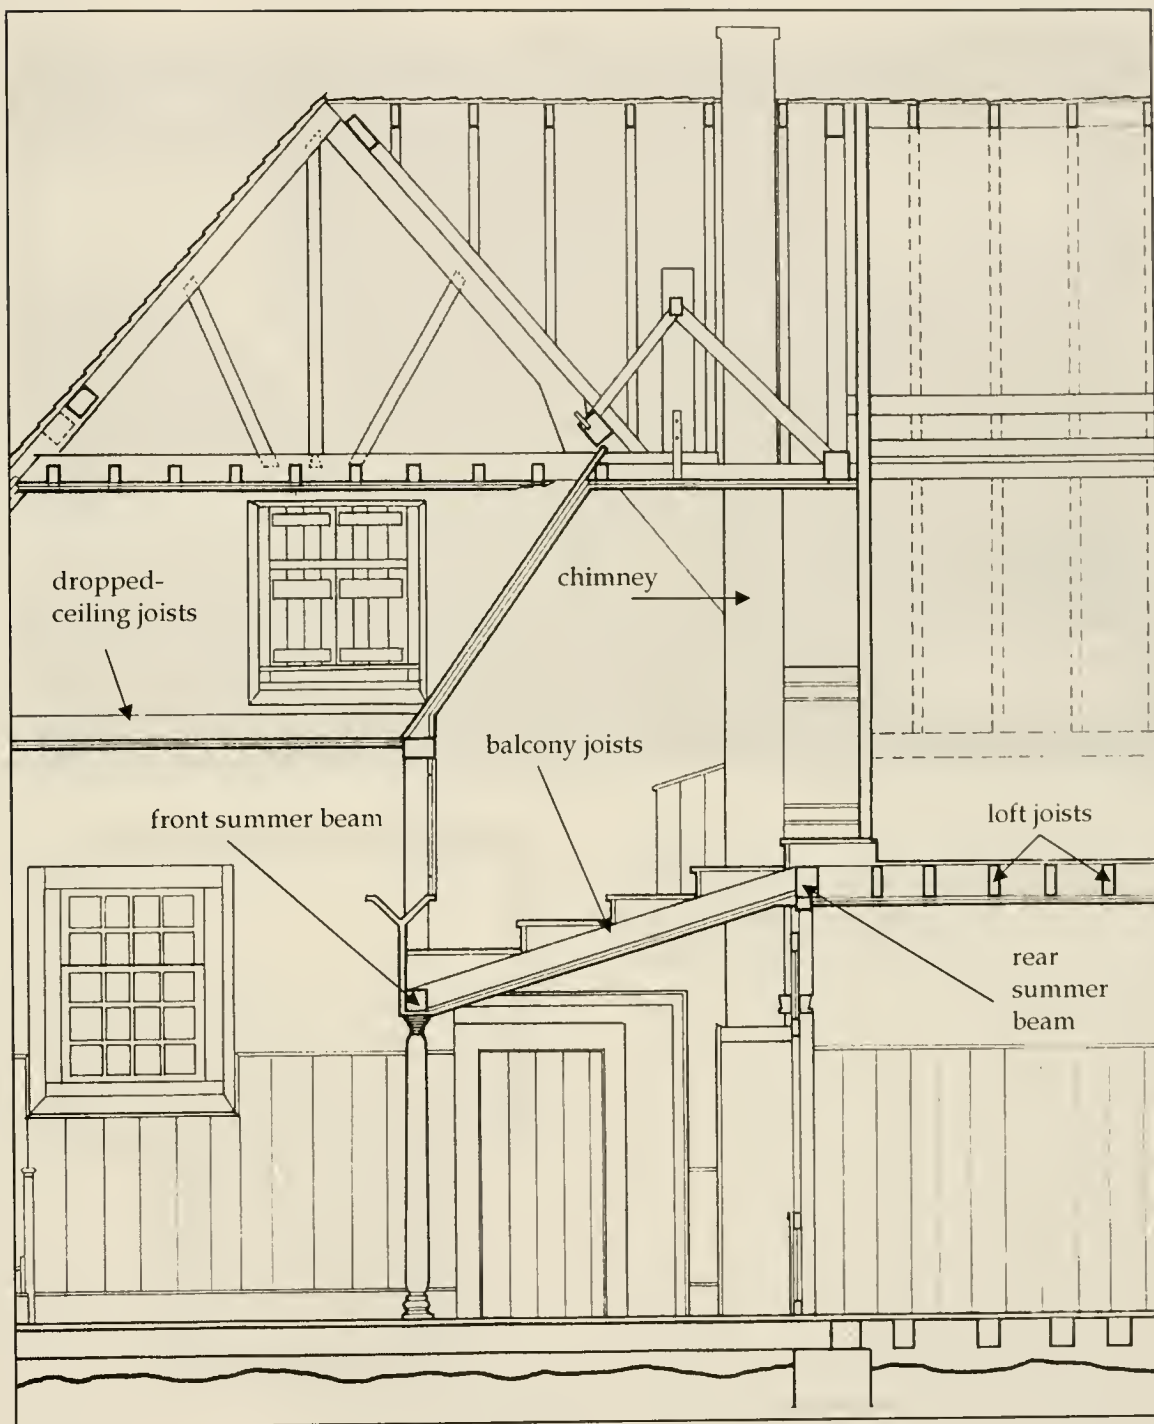 dropped-
ceiling joists
chimney
balcony joists
front summer beam
loft joists
rear
summer
beam